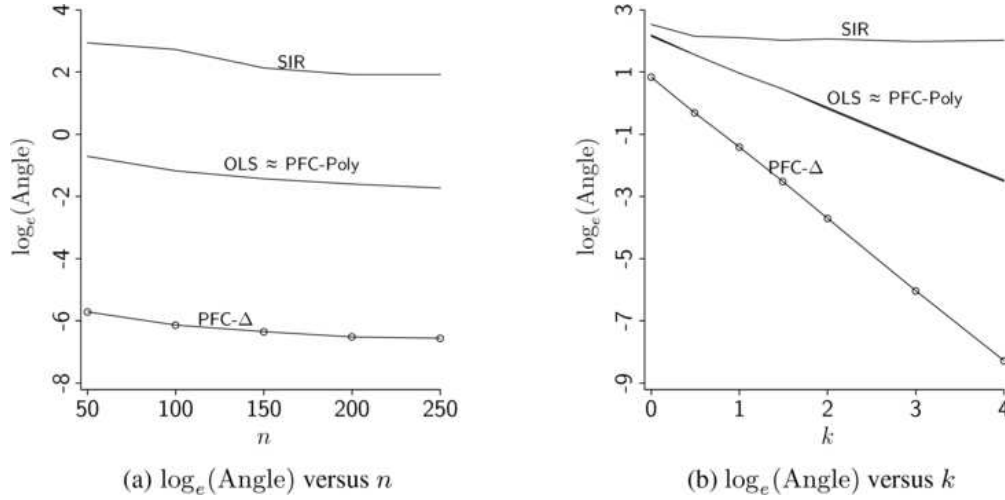 4
2
0
-2
-4
-6
-8
log_e(Angle)
SIR
OLS ≈ PFC-Poly
PFC-Δ
50
100
150
200
250
n
(a) log_e(Angle) versus n
3
1
-1
-3
-5
-7
-9
log_e(Angle)
SIR
OLS ≈ PFC-Poly
PFC-Δ
0
1
2
3
4
k
(b) log_e(Angle) versus k